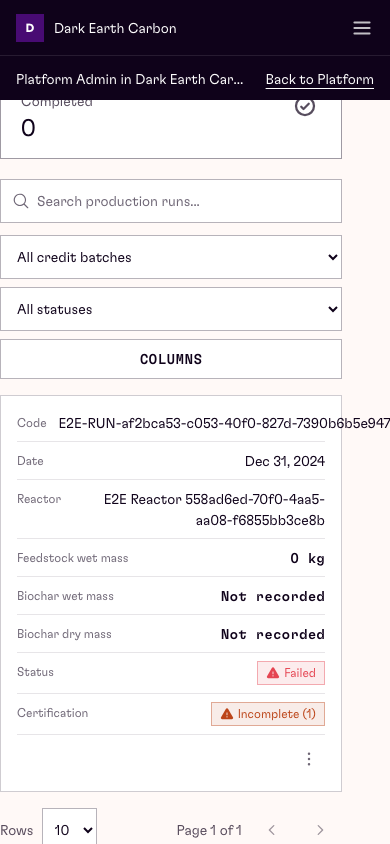 D Dark Earth Carbon
Platform Admin in Dark Earth Car... Back to Platform
Completed
0
Search production runs...
All credit batches
All statuses
COLUMNS
Code E2E-RUN-af2bca53-c053-40f0-827d-7390b6b5e947
Date Dec 31, 2024
Reactor E2E Reactor 558ad6ed-70f0-4aa5-
aa08-f6855bb3ce8b
Feedstock wet mass 0 kg
Biochar wet mass Not recorded
Biochar dry mass Not recorded
Status Failed
Certification Incomplete (1)
Rows 10 Page 1 of 1